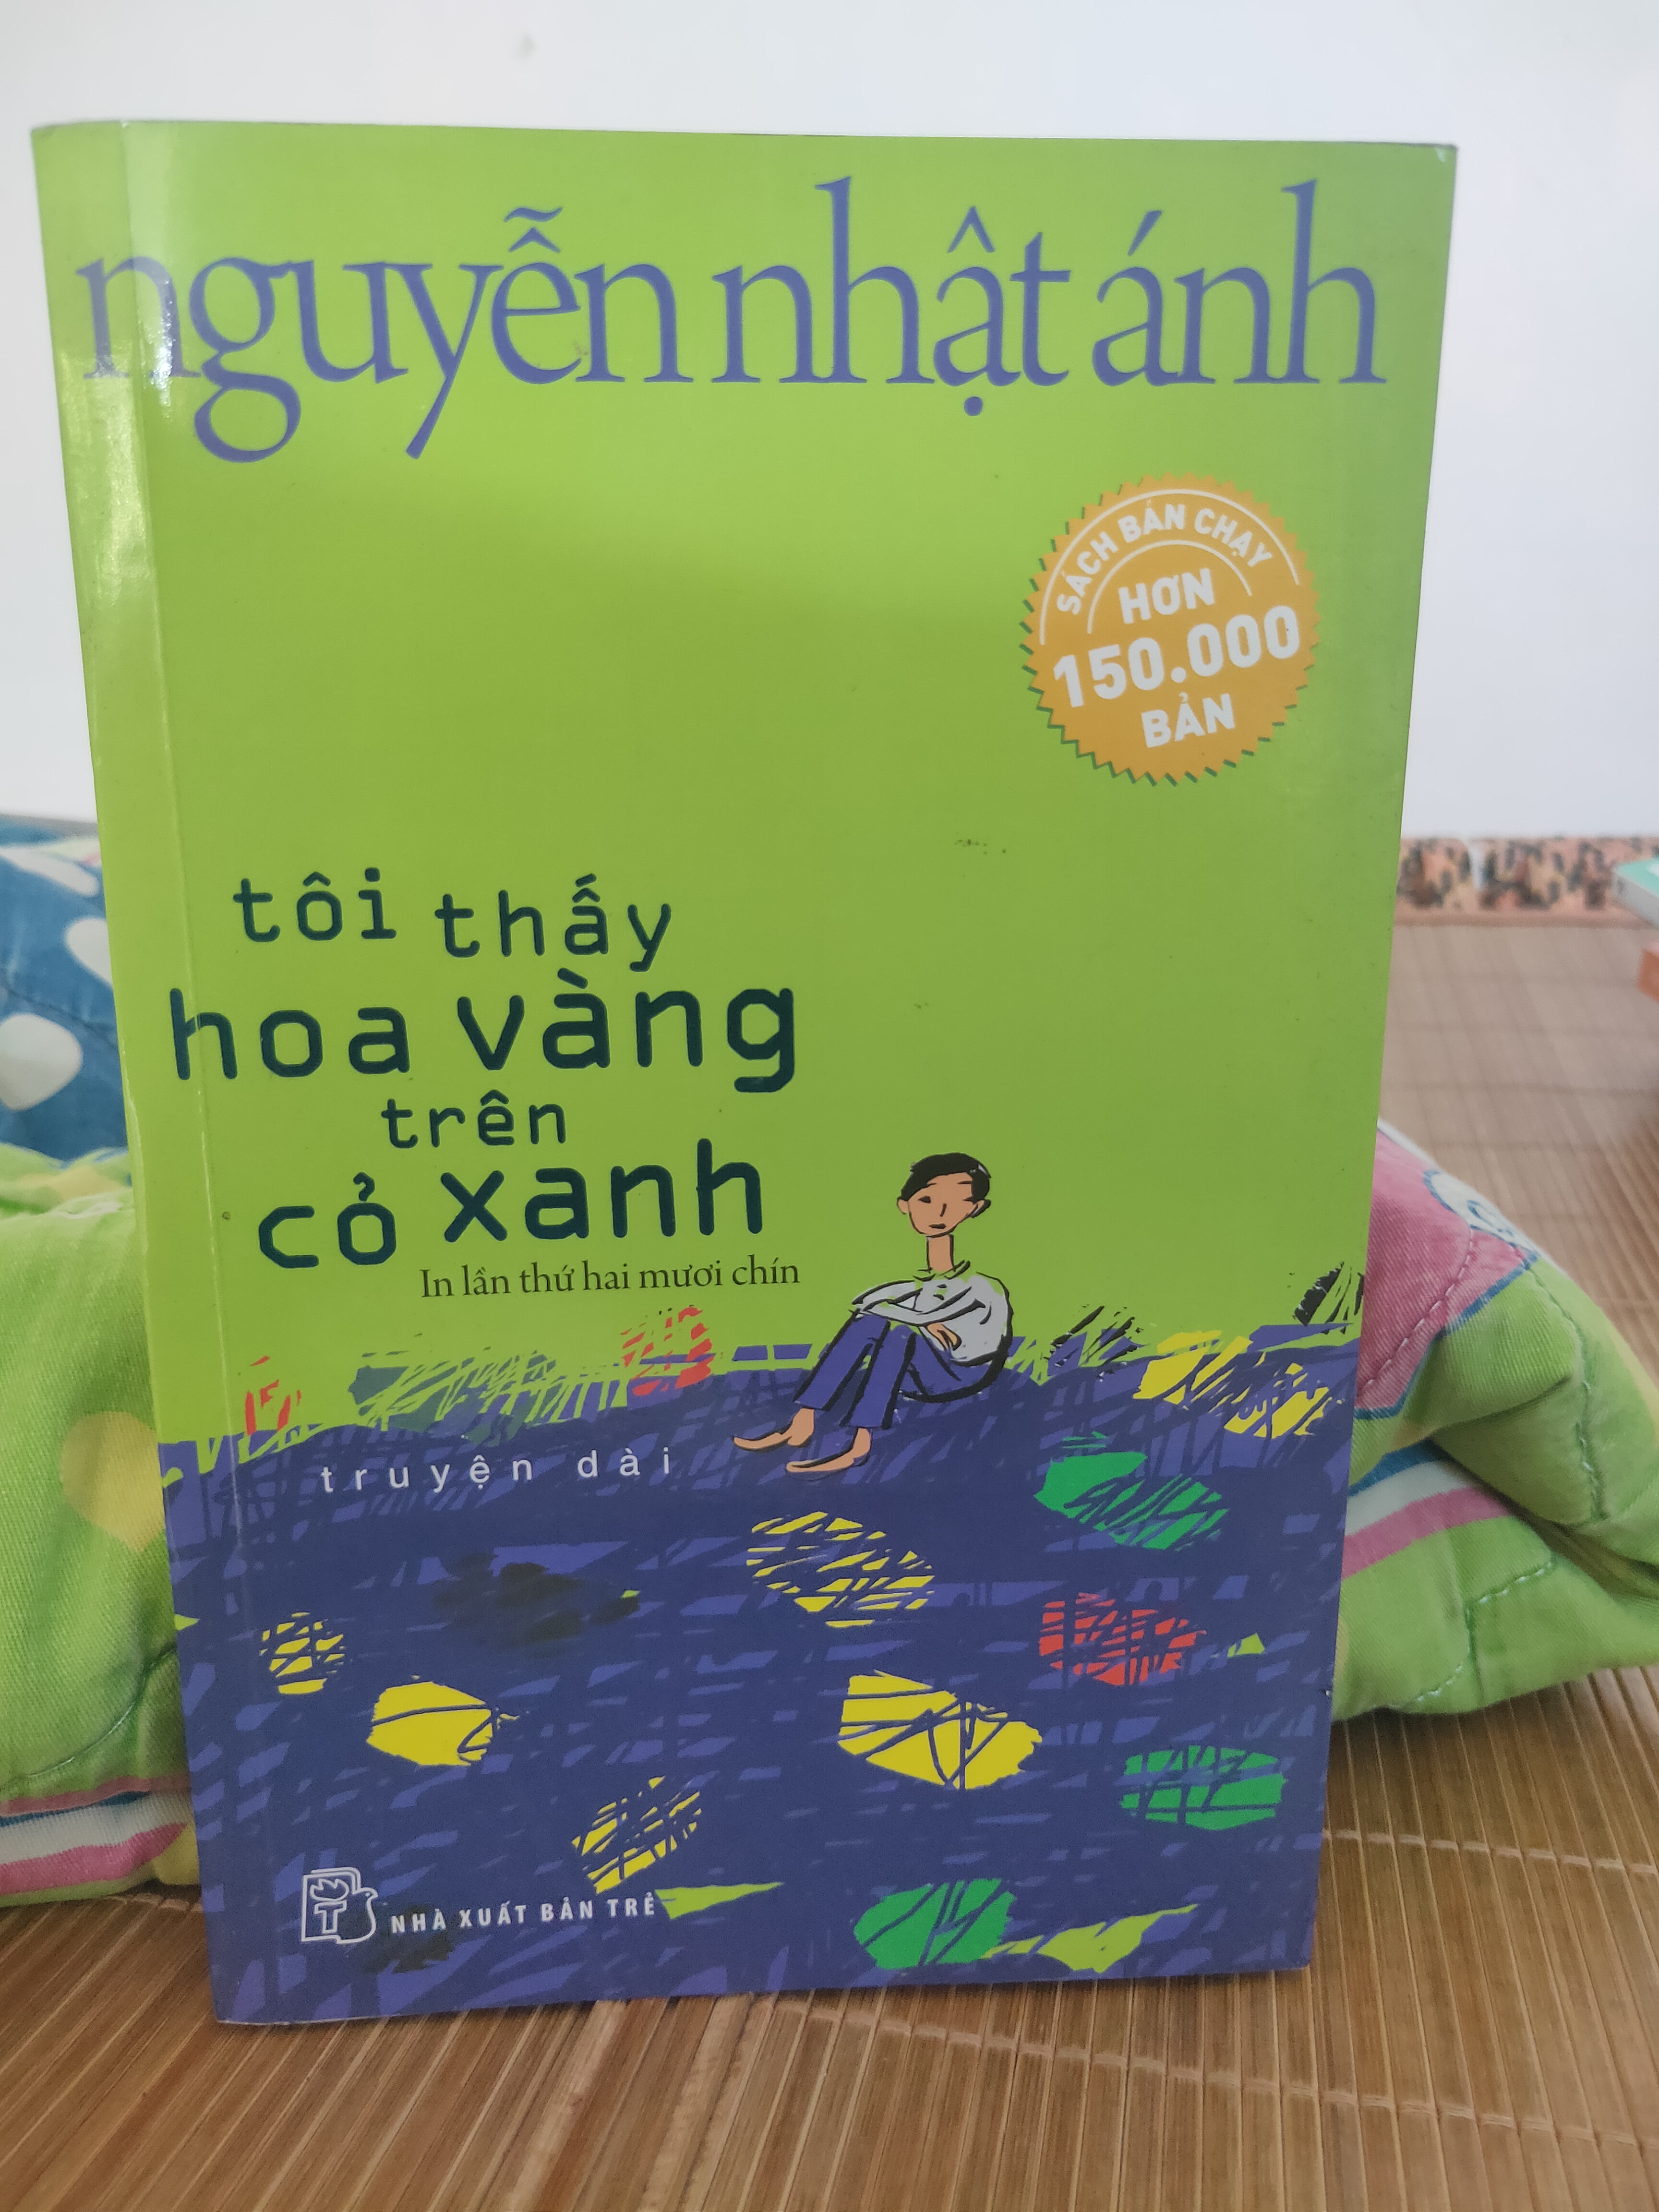 nguyễn nhật ánh
SÁCH BÁN CHẠY
HƠN
150.000
BẢN
tôi thấy
hoa vàng
trên
cỏ xanh
In lần thứ hai mươi chín
truyện dài
NHÀ XUẤT BẢN TRẺ